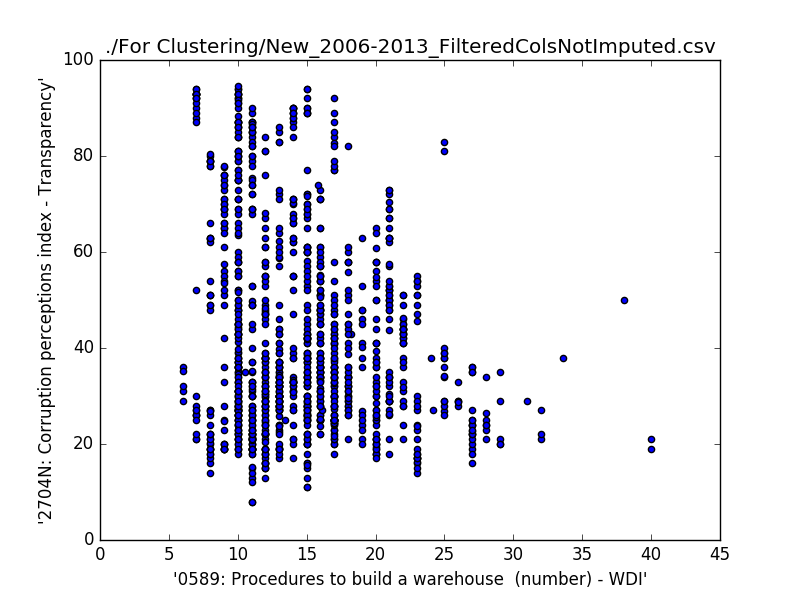 ./For Clustering/New_2006-2013_FilteredColsNotImputed.csv
'2704N: Corruption perceptions index - Transparency'
100
80
60
40
20
0
0 5 10 15 20 25 30 35 40 45
'0589: Procedures to build a warehouse  (number) - WDI'